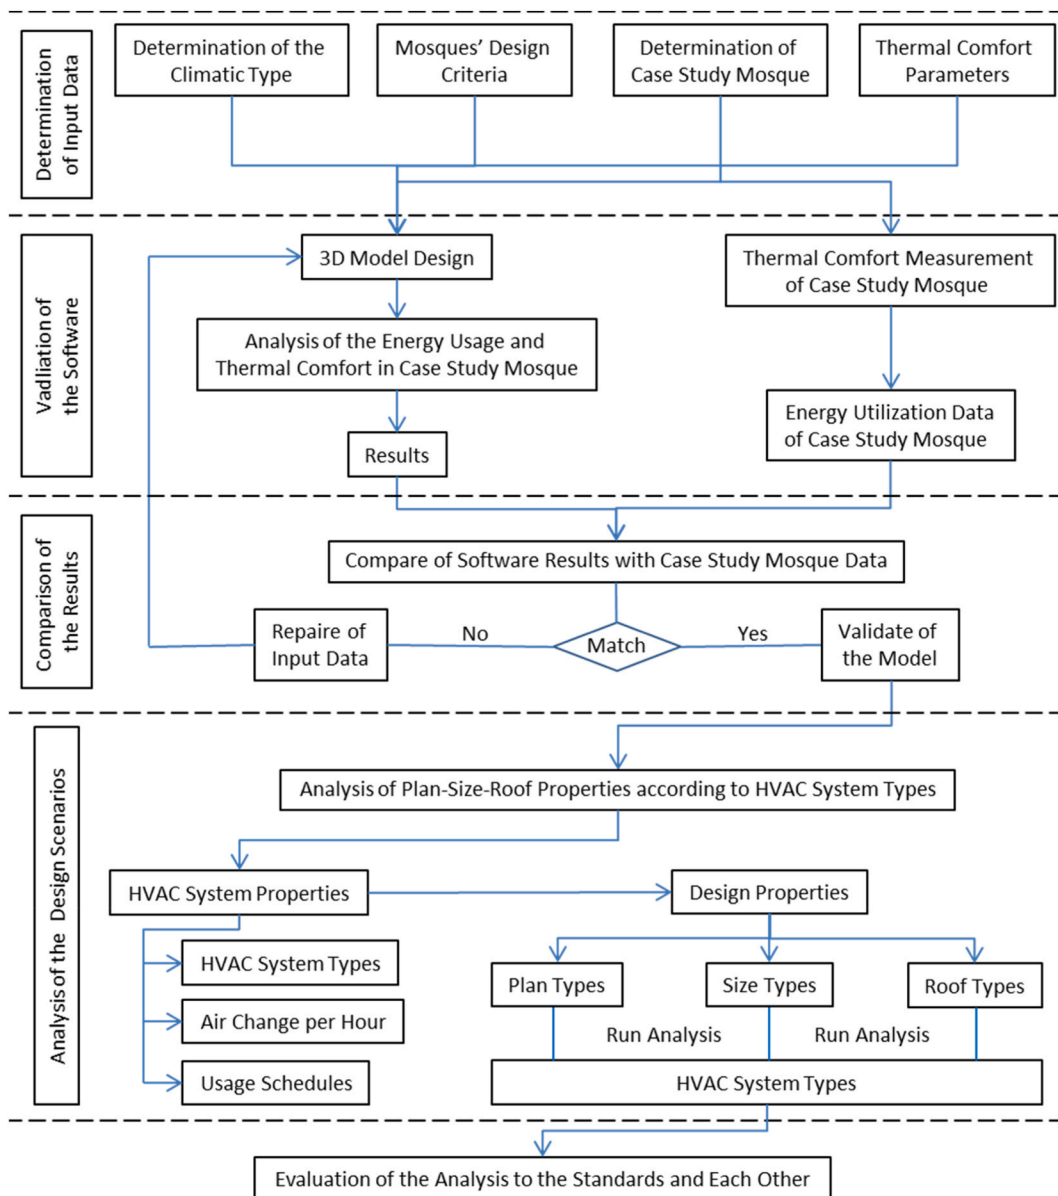 Determination
of Input Data
Determination of the
Climatic Type
Mosques’ Design
Criteria
Determination of
Case Study Mosque
Thermal Comfort
Parameters
Vadliation of
the Software
3D Model Design
Thermal Comfort Measurement
of Case Study Mosque
Analysis of the Energy Usage and
Thermal Comfort in Case Study Mosque
Energy Utilization Data
of Case Study Mosque
Results
Comparison of
the Results
Compare of Software Results with Case Study Mosque Data
Repaire of
Input Data
No
Match
Yes
Validate of
the Model
Analysis of the Design Scenarios
Analysis of Plan-Size-Roof Properties according to HVAC System Types
HVAC System Properties
Design Properties
HVAC System Types
Air Change per Hour
Usage Schedules
Plan Types
Size Types
Roof Types
Run Analysis
Run Analysis
HVAC System Types
Evaluation of the Analysis to the Standards and Each Other